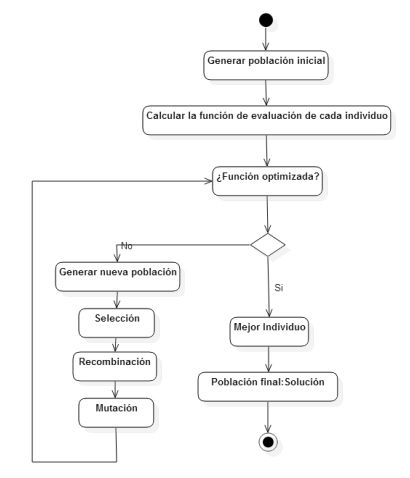 Generar población inicial
Calcular la función de evaluación de cada individuo
¿Función optimizada?
No
Generar nueva población
Si
Selección
Mejor Individuo
Recombinación
Población final:Solución
Mutación